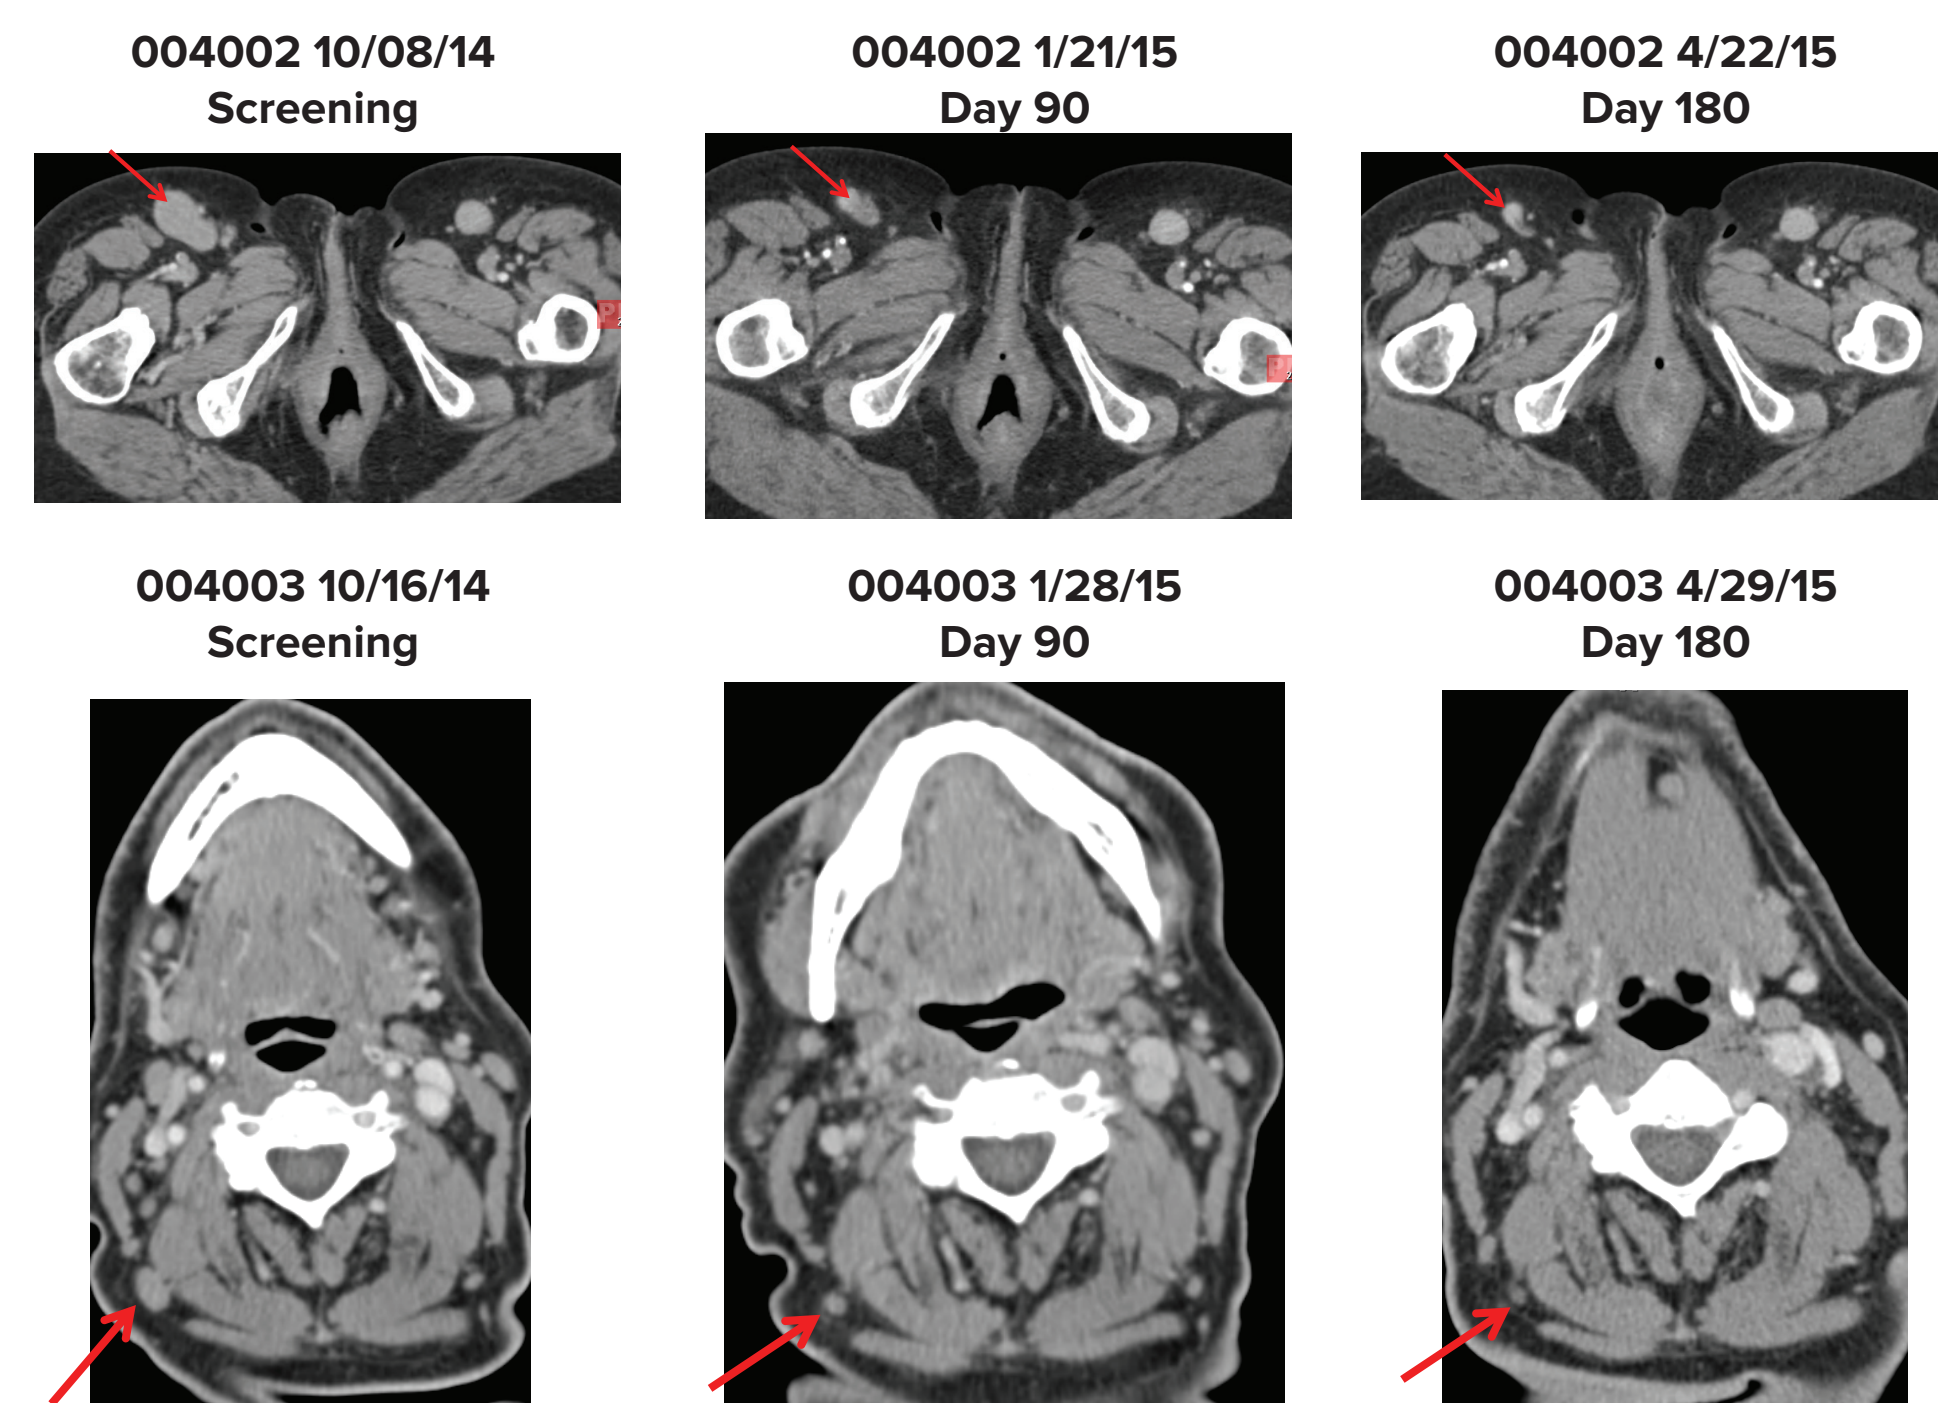 004002 10/08/14
Screening
004002 1/21/15
Day 90
004002 4/22/15
Day 180
004003 10/16/14
Screening
004003 1/28/15
Day 90
004003 4/29/15
Day 180